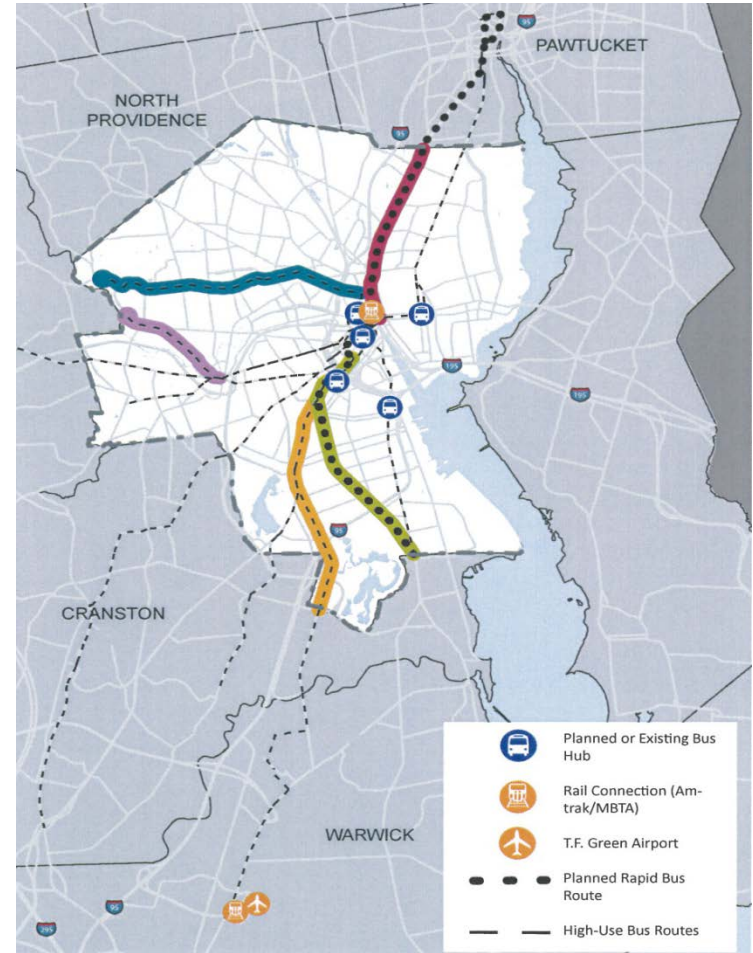 95
PAWTUCKET
NORTH
PROVIDENCE
95
195
195
95
CRANSTON
WARWICK
95
295
Planned or Existing Bus
Hub
Rail Connection (Am-
trak/MBTA)
T.F. Green Airport
Planned Rapid Bus
Route
High-Use Bus Routes